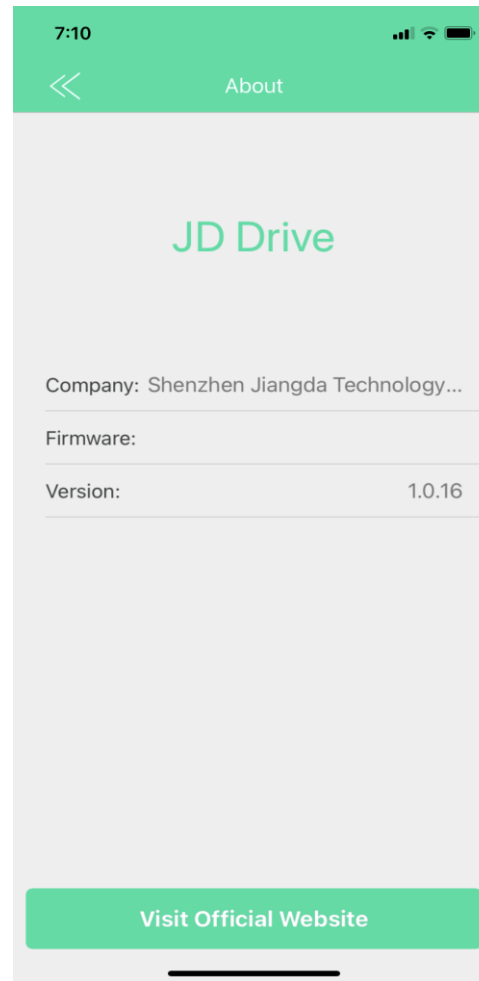 7:10
About
JD Drive
Company: Shenzhen Jiangda Technology...
Firmware:
Version: 1.0.16
Visit Official Website